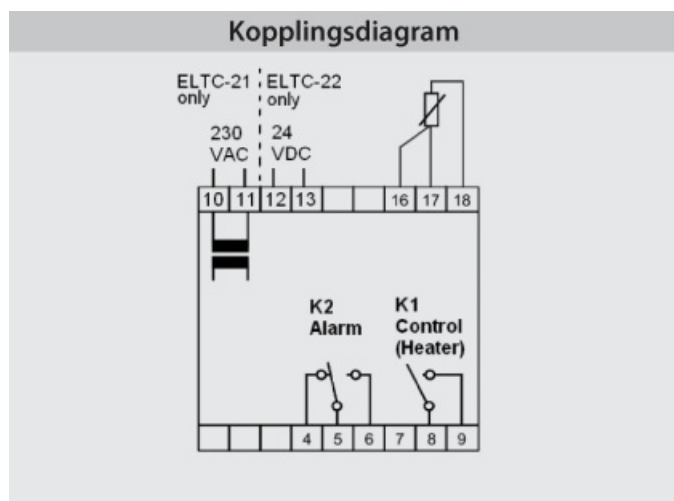 Kopplingsdiagram
ELTC-21 ELTC-22
only only
230 24
VAC VDC
10 11 12 13 16 17 18
K2 K1
Alarm Control
(Heater)
4 5 6 7 8 9